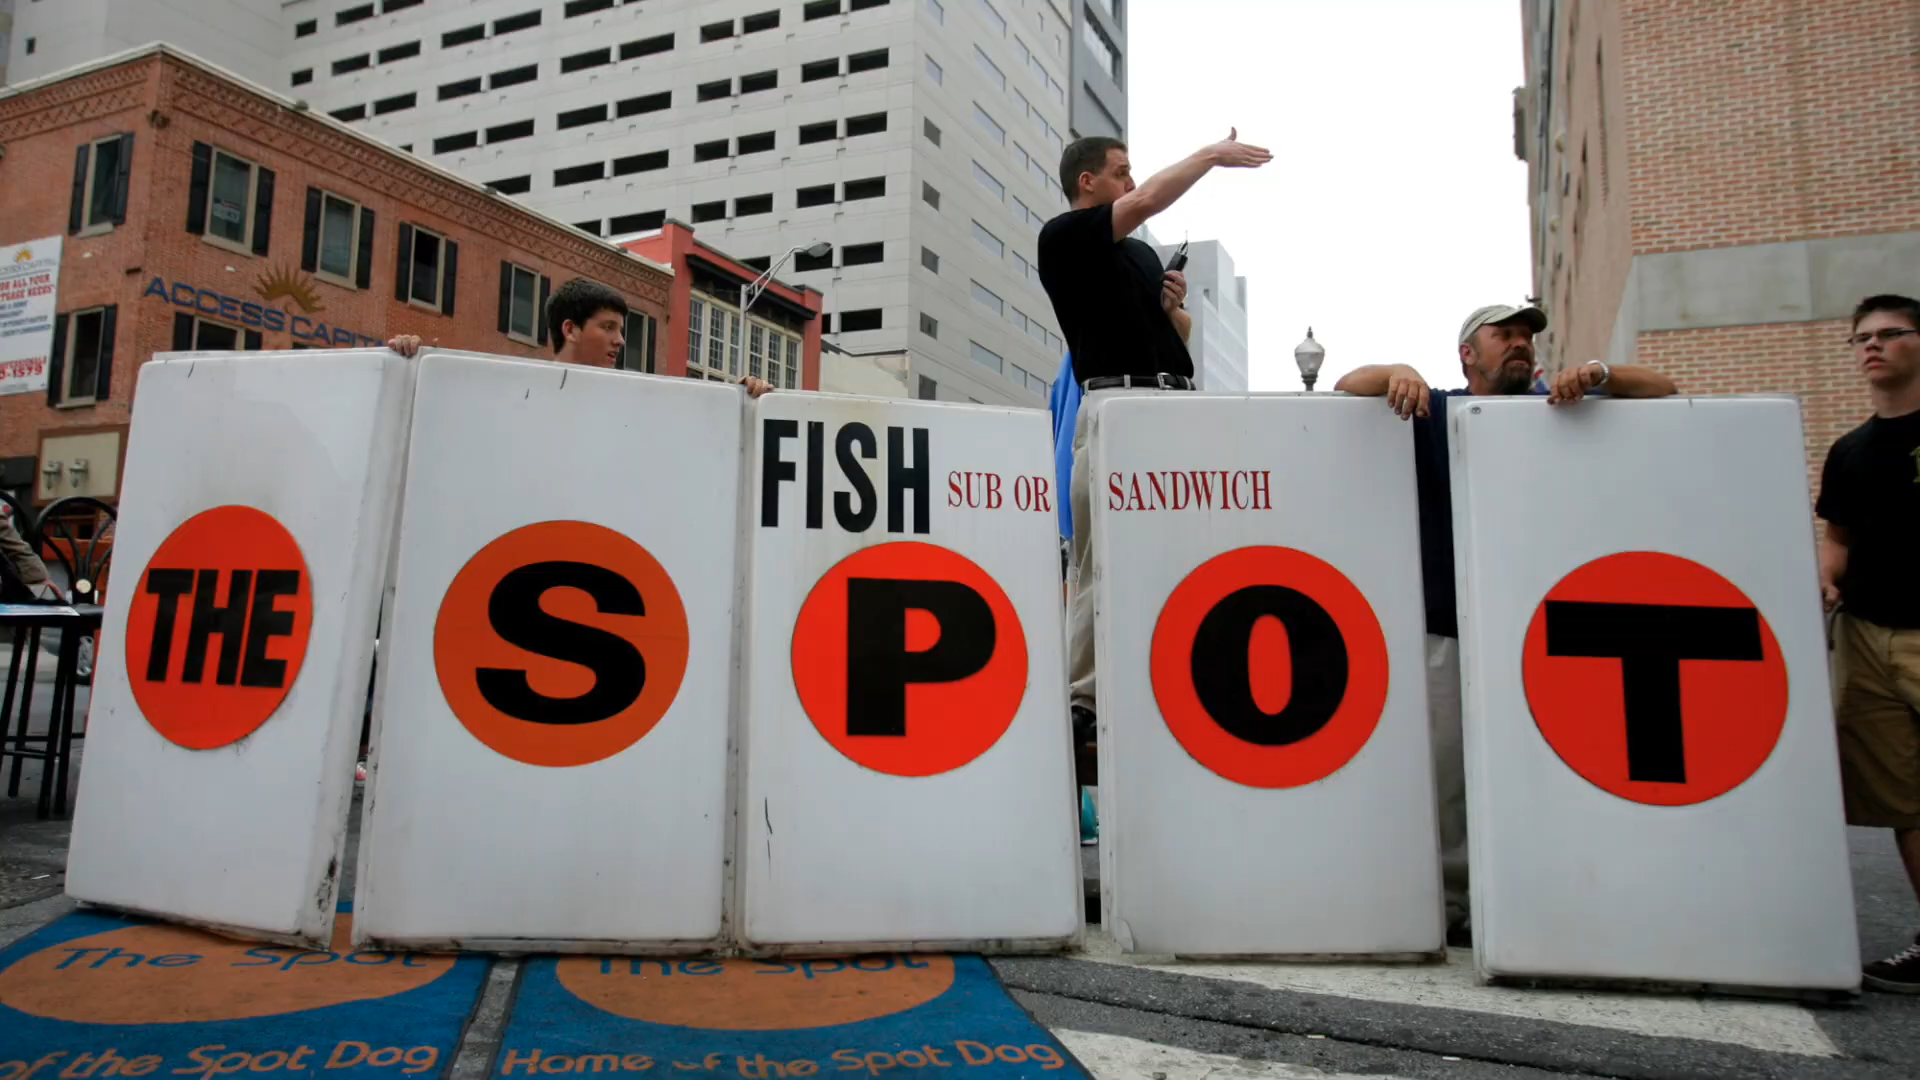 ACCESS CAPITAL
FISH SUB OR SANDWICH
THE S P O T
The Spot
The Spot
of the Spot Dog
Home of the Spot Dog